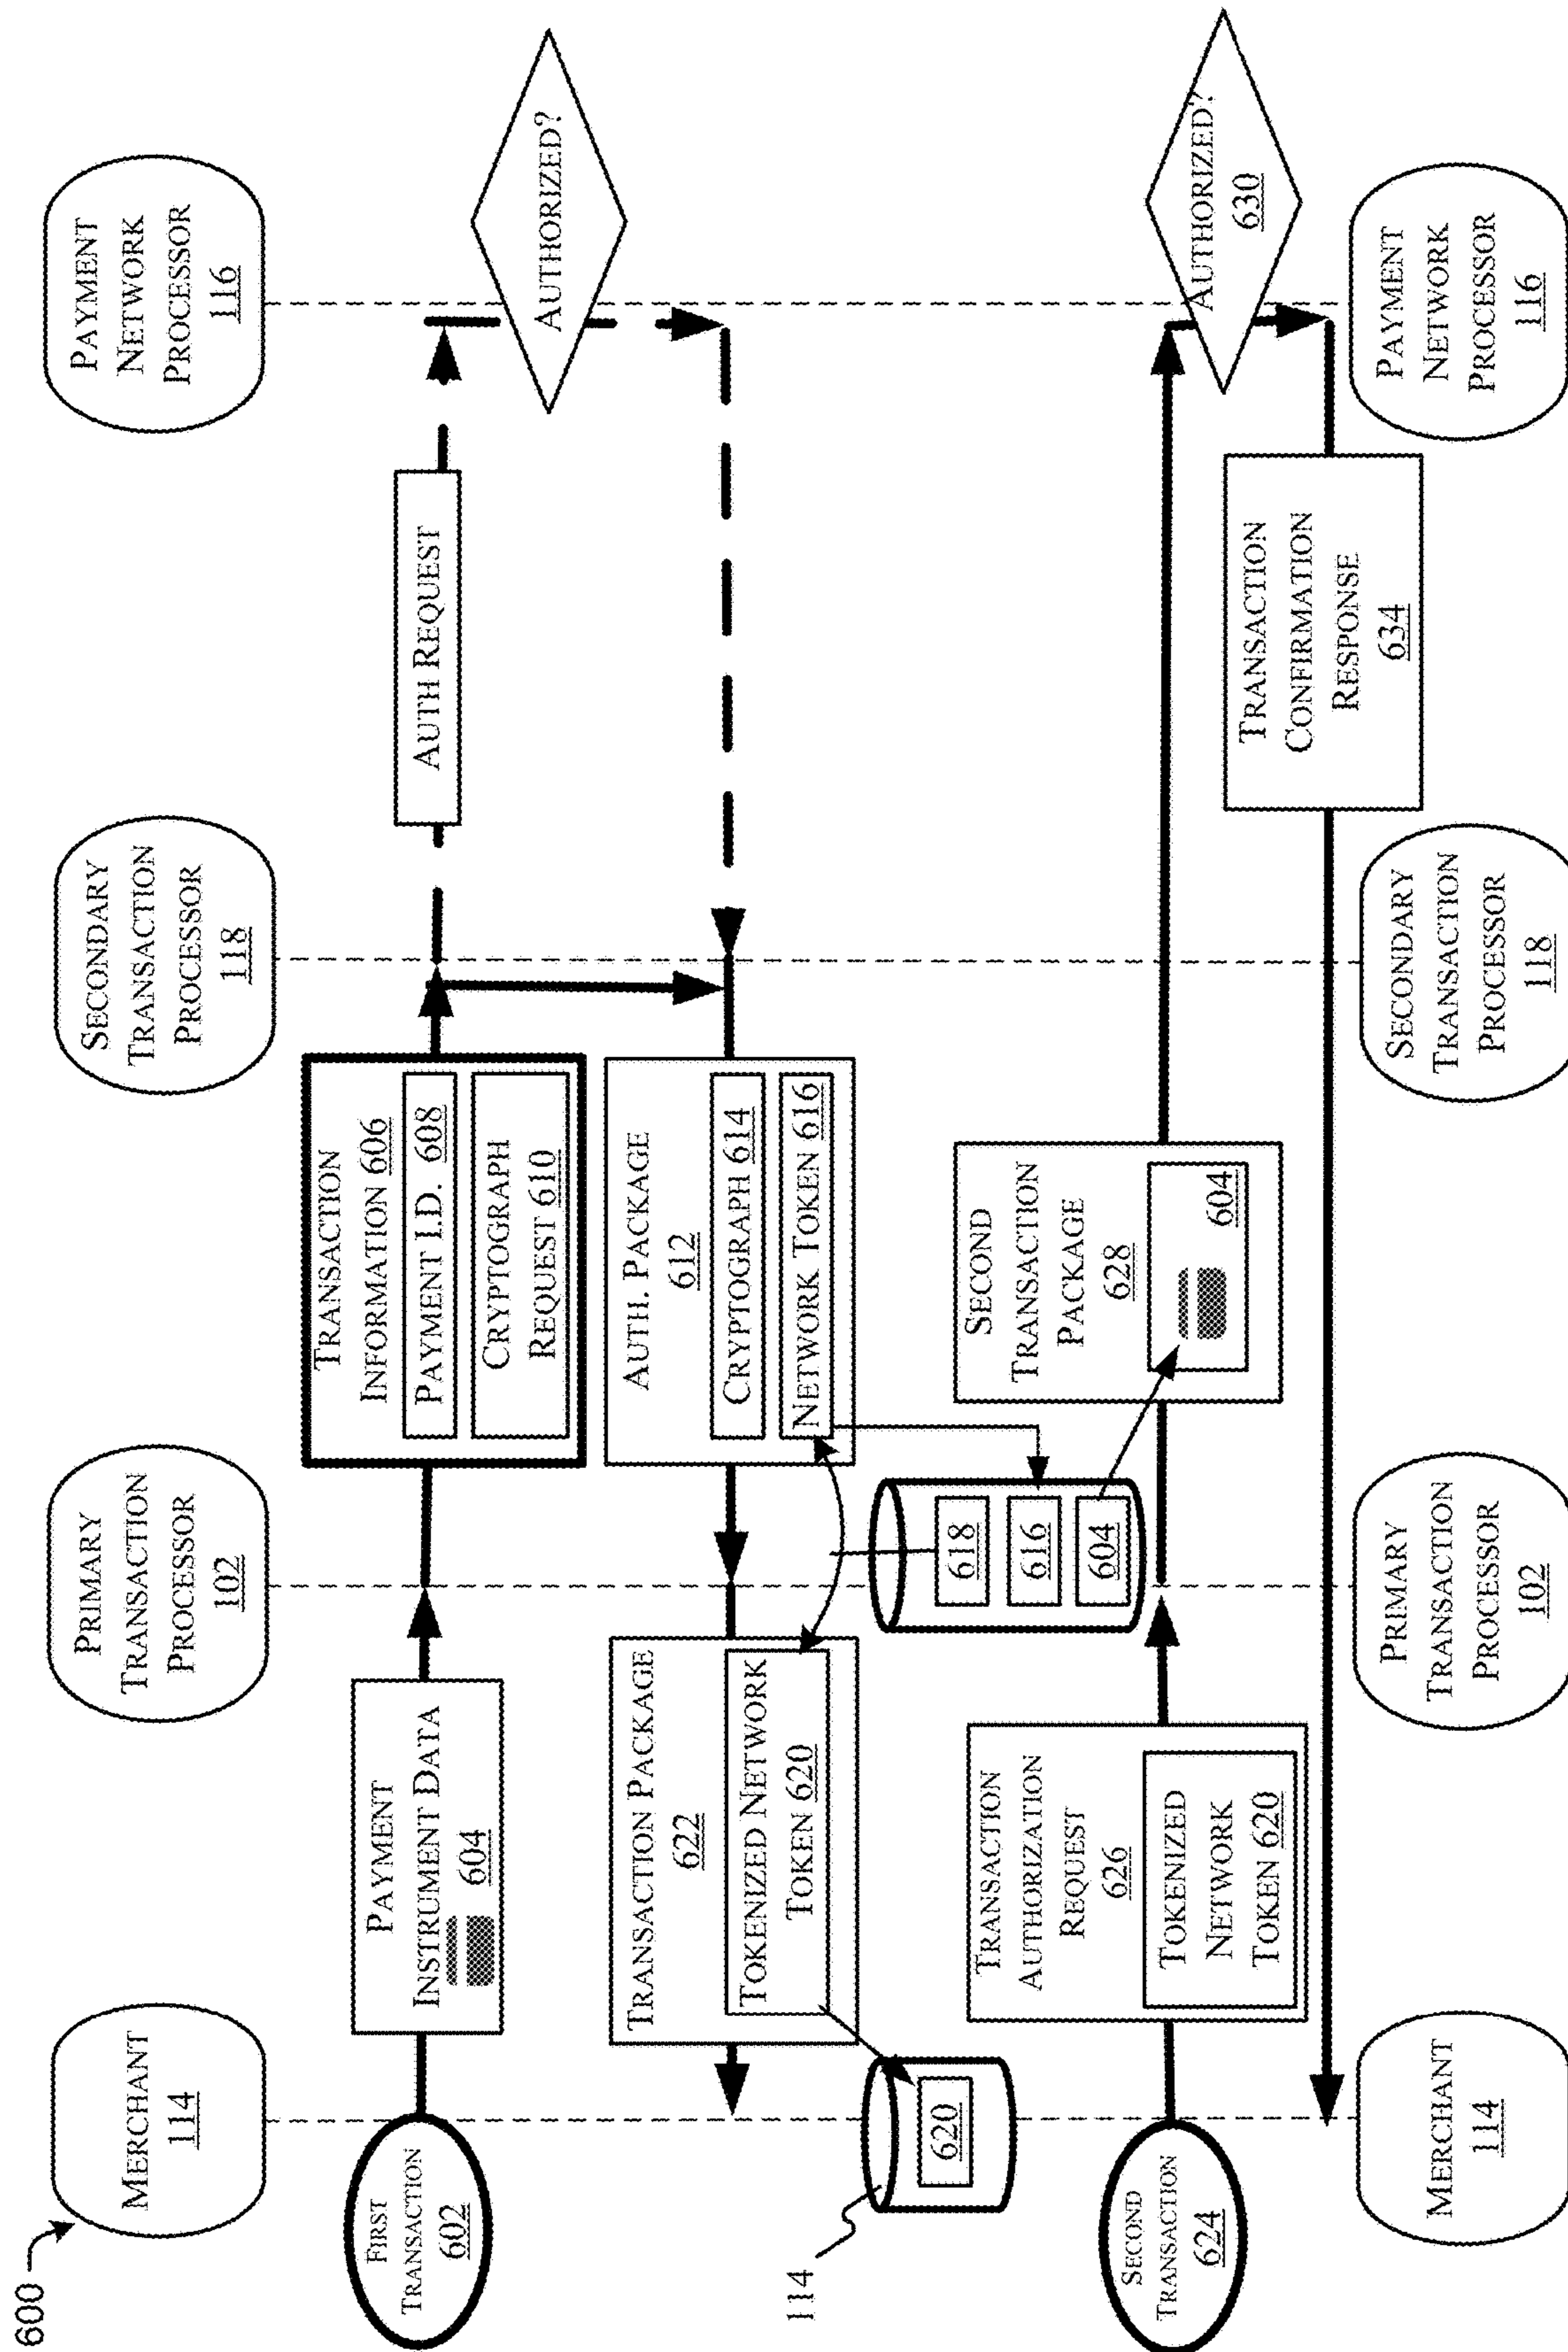 600
MERCHANT
114
PRIMARY
TRANSACTION
PROCESSOR
102
SECONDARY
TRANSACTION
PROCESSOR
118
PAYMENT
NETWORK
PROCESSOR
116
FIRST
TRANSACTION
602
PAYMENT
INSTRUMENT DATA
604
TRANSACTION
INFORMATION 606
PAYMENT I.D. 608
CRYPTOGRAPH
REQUEST 610
AUTH REQUEST
AUTHORIZED?
TRANSACTION PACKAGE
622
TOKENIZED NETWORK
TOKEN 620
AUTH. PACKAGE
612
CRYPTOGRAPH 614
NETWORK TOKEN 616
114
620
618
616
604
SECOND
TRANSACTION
624
TRANSACTION
AUTHORIZATION
REQUEST
626
TOKENIZED
NETWORK
TOKEN 620
SECOND
TRANSACTION
PACKAGE
628
604
AUTHORIZED?
630
TRANSACTION
CONFIRMATION
RESPONSE
634
MERCHANT
114
PRIMARY
TRANSACTION
PROCESSOR
102
SECONDARY
TRANSACTION
PROCESSOR
118
PAYMENT
NETWORK
PROCESSOR
116